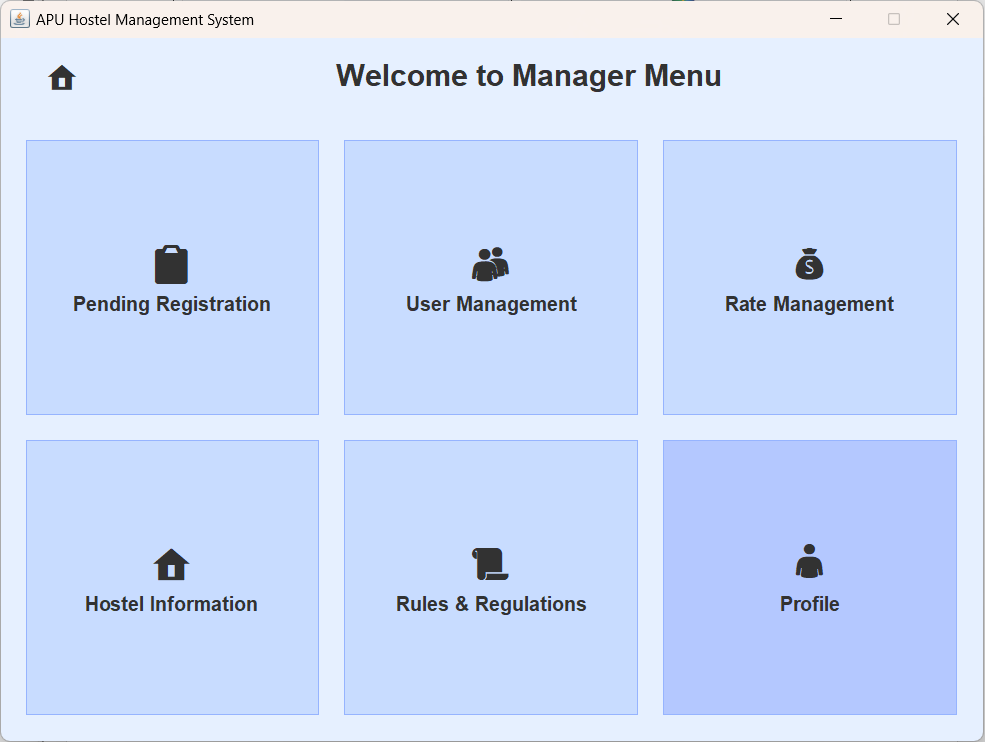 APU Hostel Management System
Welcome to Manager Menu
Pending Registration
User Management
S
Rate Management
Hostel Information
Rules & Regulations
Profile